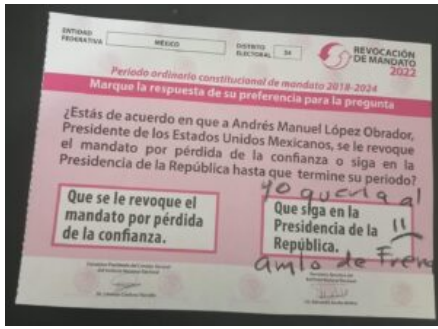 ENTIDAD
FEDERATIVA
MÉXICO
DISTRITO
ELECTORAL
34
REVOCACIÓN
DE MANDATO
2022
Periodo ordinario constitucional de mandato 2018-2024
Marque la respuesta de su preferencia para la pregunta
¿Estás de acuerdo en que a Andrés Manuel López Obrador,
Presidente de los Estados Unidos Mexicanos, se le revoque
el mandato por pérdida de la confianza o siga en la
Presidencia de la República hasta que termine su periodo?
yo queria al
Que se le revoque el
mandato por pérdida
de la confianza.
Que siga en la
Presidencia de la
República.
amlo de Frena